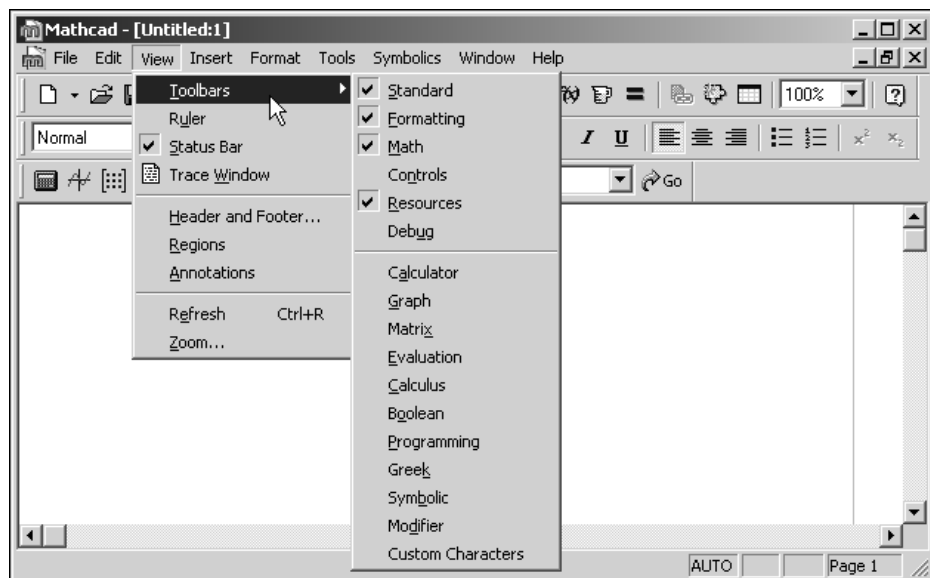 Mathcad - [Untitled:1]
File Edit View Insert Format Tools Symbolics Window Help
100%
Normal
I U
x² ×₂
Go
Toolbars
Ruler
Status Bar
Trace Window
Header and Footer...
Regions
Annotations
Refresh Ctrl+R
Zoom...
Standard
Formatting
Math
Controls
Resources
Debug
Calculator
Graph
Matrix
Evaluation
Calculus
Boolean
Programming
Greek
Symbolic
Modifier
Custom Characters
AUTO Page 1